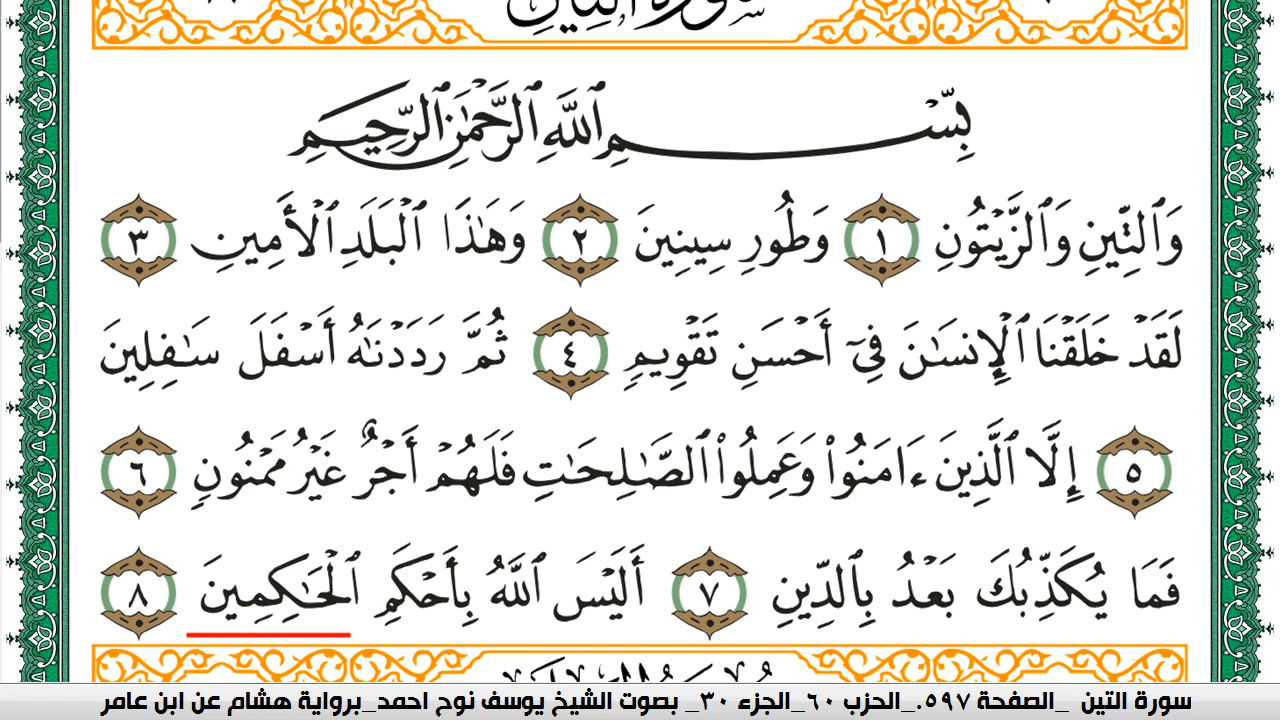 سورة التين
بِسْمِ ٱللَّهِ ٱلرَّحْمَٰنِ ٱلرَّحِيمِ
وَٱلتِّينِ وَٱلزَّيْتُونِ ١ وَطُورِ سِينِينَ ٢ وَهَٰذَا ٱلْبَلَدِ ٱلْأَمِينِ ٣
لَقَدْ خَلَقْنَا ٱلْإِنسَٰنَ فِىٓ أَحْسَنِ تَقْوِيمٍ ٤ ثُمَّ رَدَدْنَٰهُ أَسْفَلَ سَٰفِلِينَ
٥ إِلَّا ٱلَّذِينَ ءَامَنُوا۟ وَعَمِلُوا۟ ٱلصَّٰلِحَٰتِ فَلَهُمْ أَجْرٌ غَيْرُ مَمْنُونٍ ٦
فَمَا يُكَذِّبُكَ بَعْدُ بِٱلدِّينِ ٧ أَلَيْسَ ٱللَّهُ بِأَحْكَمِ ٱلْحَٰكِمِينَ ٨
سورة التين _الصفحة ٥٩٧._الحزب ٦٠_الجزء ٣٠_ بصوت الشيخ يوسف نوح احمد_برواية هشام عن ابن عامر